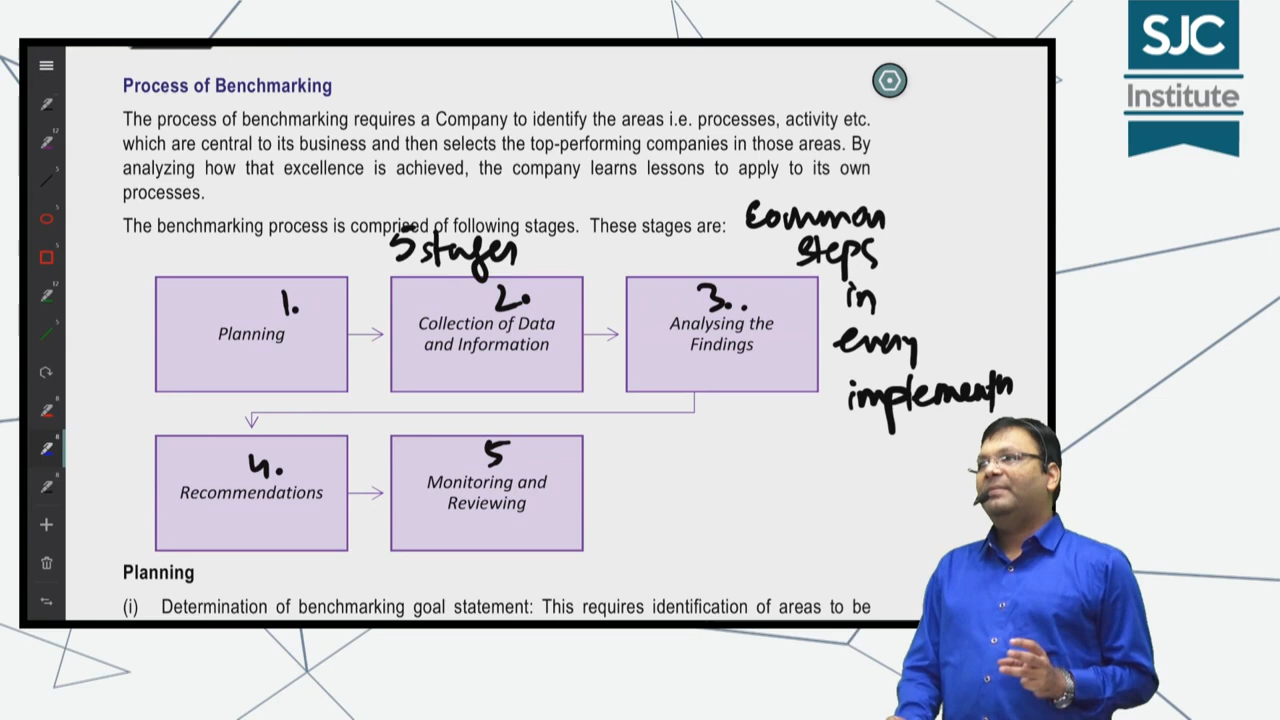 SJC
Institute
Process of Benchmarking
The process of benchmarking requires a Company to identify the areas i.e. processes, activity etc.
which are central to its business and then selects the top-performing companies in those areas. By
analyzing how that excellence is achieved, the company learns lessons to apply to its own
processes.
The benchmarking process is comprised of following stages. These stages are:
common
steps
in
every
implementn
5 stages
1.
Planning
2.
Collection of Data
and Information
3..
Analysing the
Findings
4.
Recommendations
5
Monitoring and
Reviewing
Planning
(i) Determination of benchmarking goal statement: This requires identification of areas to be